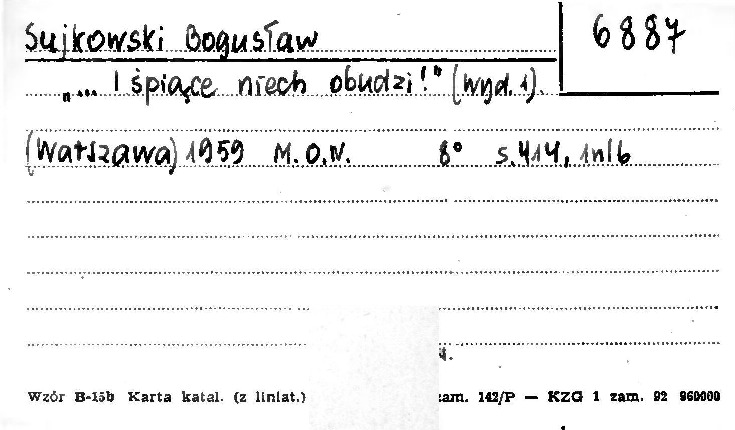 Sujkowski Bogusław
6887
„... I śpiące niech obudzi!" (wyd. 1).
(Warszawa) 1959 M.O.N. 8° s. 414, 1nlb
Wzór B-15b Karta katal. (z liniat.) zam. 142/P — KZG 1 zam. 92 960000